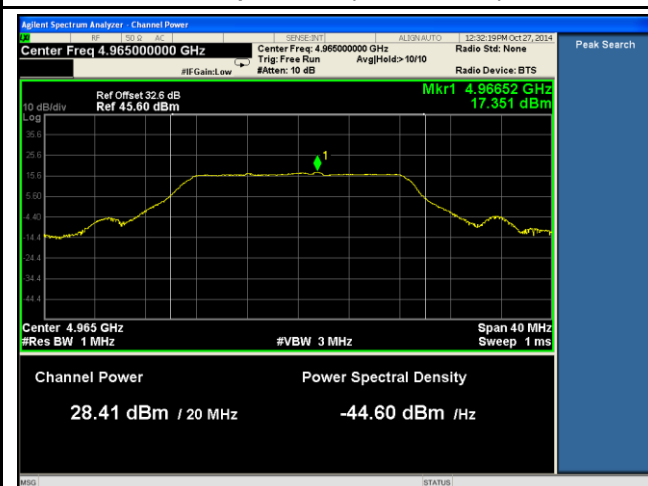 Agilent Spectrum Analyzer - Channel Power
RF 50 Ω AC SENSE:INT ALIGN AUTO 12:32:19 PM Oct 27, 2014
Center Freq 4.965000000 GHz Center Freq: 4.965000000 GHz Radio Std: None Peak Search
Trig: Free Run Avg|Hold:> 10/10
#IFGain:Low #Atten: 10 dB Radio Device: BTS
Mkr1 4.96652 GHz
Ref Offset 32.6 dB
10 dB/div Ref 45.60 dBm 17.351 dBm
Log
35.6
25.6
1
15.6
5.60
-4.40
-14.4
-24.4
-34.4
-44.4
Center 4.965 GHz Span 40 MHz
#Res BW 1 MHz #VBW 3 MHz Sweep 1 ms
Channel Power Power Spectral Density
28.41 dBm / 20 MHz -44.60 dBm /Hz
MSG STATUS